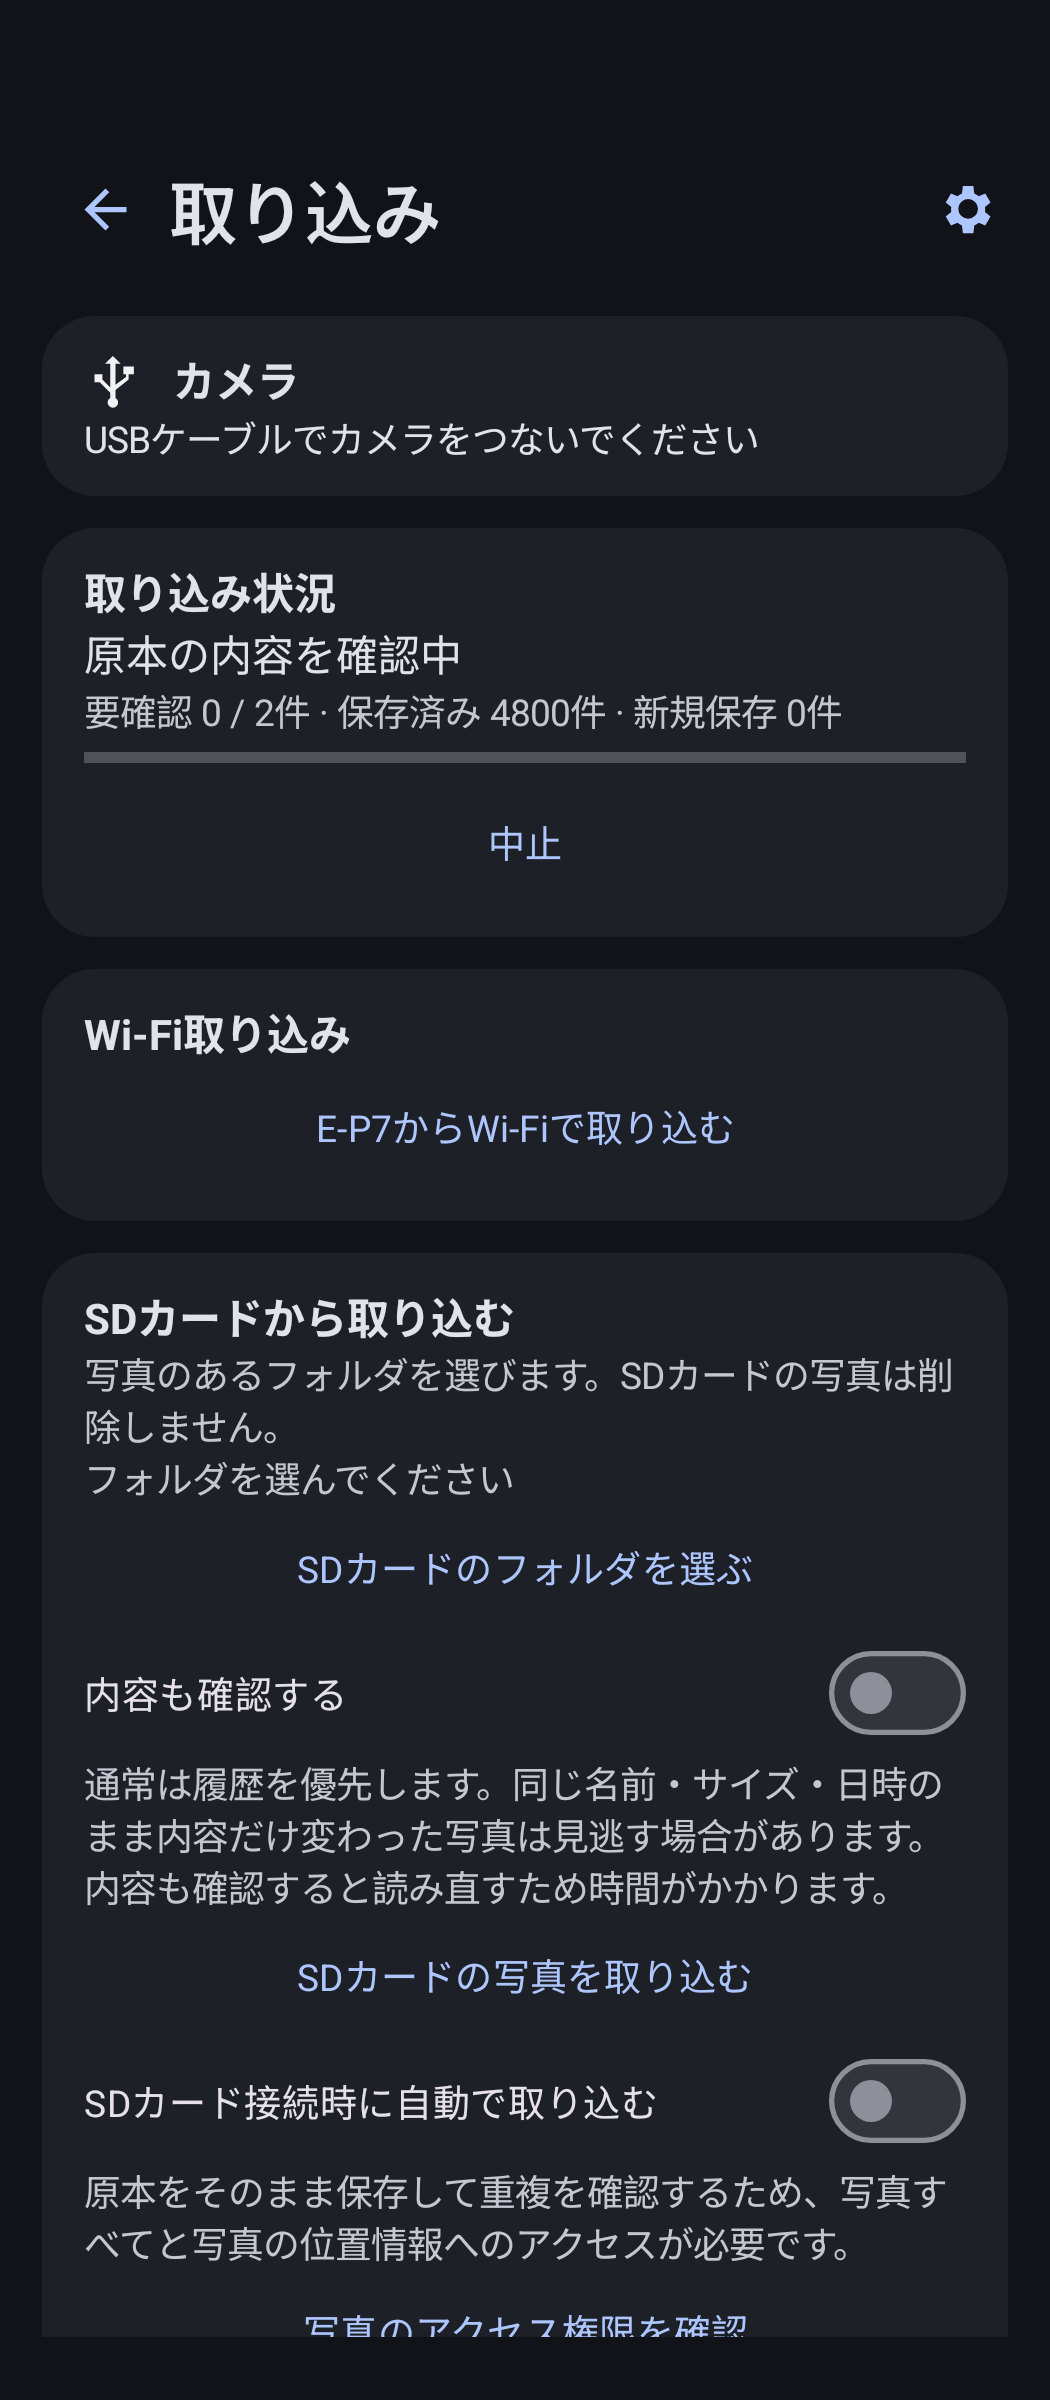 取り込み
カメラ
USBケーブルでカメラをつないでください
取り込み状況
原本の内容を確認中
要確認 0 / 2件 · 保存済み 4800件 · 新規保存 0件
中止
Wi-Fi取り込み
E-P7からWi-Fiで取り込む
SDカードから取り込む
写真のあるフォルダを選びます。SDカードの写真は削
除しません。
フォルダを選んでください
SDカードのフォルダを選ぶ
内容も確認する
通常は履歴を優先します。同じ名前・サイズ・日時の
まま内容だけ変わった写真は見逃す場合があります。
内容も確認すると読み直すため時間がかかります。
SDカードの写真を取り込む
SDカード接続時に自動で取り込む
原本をそのまま保存して重複を確認するため、写真す
べてと写真の位置情報へのアクセスが必要です。
写真のアクセス権限を確認